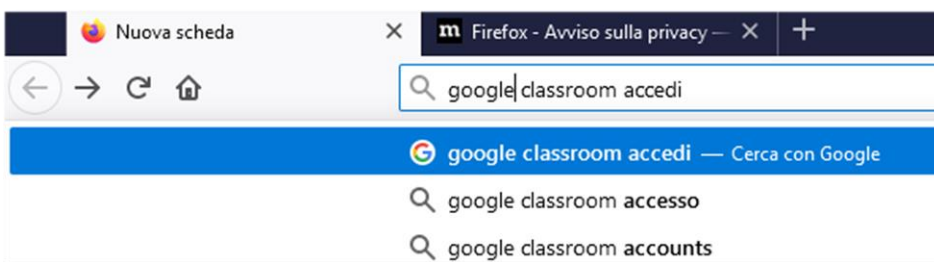 Nuova scheda
m Firefox - Avviso sulla privacy —
google classroom accedi
google classroom accedi — Cerca con Google
google classroom accesso
google classroom accounts